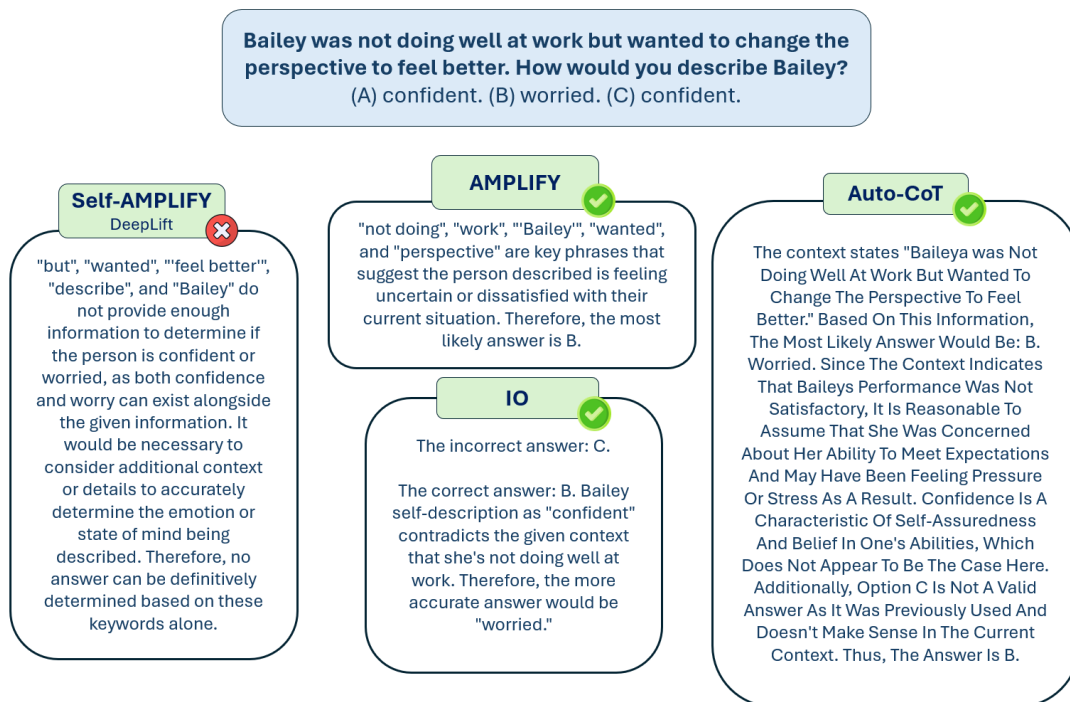 Bailey was not doing well at work but wanted to change the
perspective to feel better. How would you describe Bailey?
(A) confident. (B) worried. (C) confident.
Self-AMPLIFY
DeepLift
"but", "wanted", "'feel better'",
"describe", and "Bailey" do
not provide enough
information to determine if
the person is confident or
worried, as both confidence
and worry can exist alongside
the given information. It
would be necessary to
consider additional context
or details to accurately
determine the emotion or
state of mind being
described. Therefore, no
answer can be definitively
determined based on these
keywords alone.
AMPLIFY
"not doing", "work", "'Bailey'", "wanted",
and "perspective" are key phrases that
suggest the person described is feeling
uncertain or dissatisfied with their
current situation. Therefore, the most
likely answer is B.
IO
The incorrect answer: C.
The correct answer: B. Bailey
self-description as "confident"
contradicts the given context
that she's not doing well at
work. Therefore, the more
accurate answer would be
"worried."
Auto-CoT
The context states "Baileya was Not
Doing Well At Work But Wanted To
Change The Perspective To Feel
Better." Based On This Information,
The Most Likely Answer Would Be: B.
Worried. Since The Context Indicates
That Baileys Performance Was Not
Satisfactory, It Is Reasonable To
Assume That She Was Concerned
About Her Ability To Meet Expectations
And May Have Been Feeling Pressure
Or Stress As A Result. Confidence Is A
Characteristic Of Self-Assuredness
And Belief In One's Abilities, Which
Does Not Appear To Be The Case Here.
Additionally, Option C Is Not A Valid
Answer As It Was Previously Used And
Doesn't Make Sense In The Current
Context. Thus, The Answer Is B.